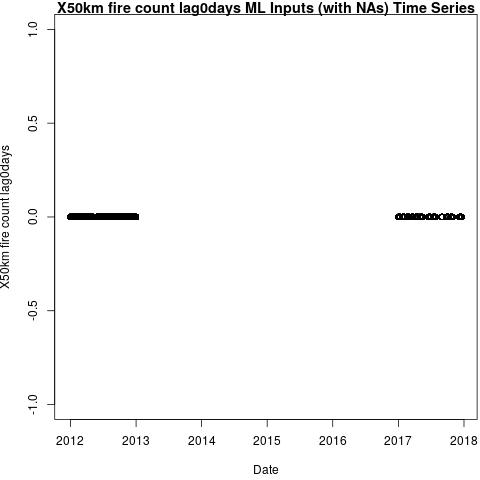 X50km fire count lag0days ML Inputs (with NAs) Time Series
X50km fire count lag0days
1.0
0.5
0.0
-0.5
-1.0
2012 2013 2014 2015 2016 2017 2018
Date